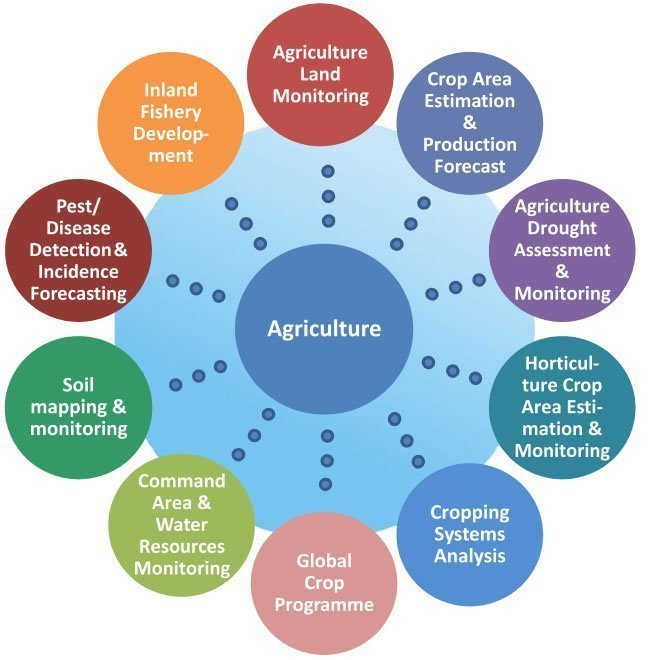 Agriculture
Land
Monitoring
Crop Area
Estimation
&
Production
Forecast
Agriculture
Drought
Assessment
&
Monitoring
Horticul-
ture Crop
Area Esti-
mation &
Monitoring
Cropping
Systems
Analysis
Global
Crop
Programme
Command
Area &
Water
Resources
Monitoring
Soil
mapping &
monitoring
Pest/
Disease
Detection &
Incidence
Forecasting
Inland
Fishery
Develop-
ment
Agriculture